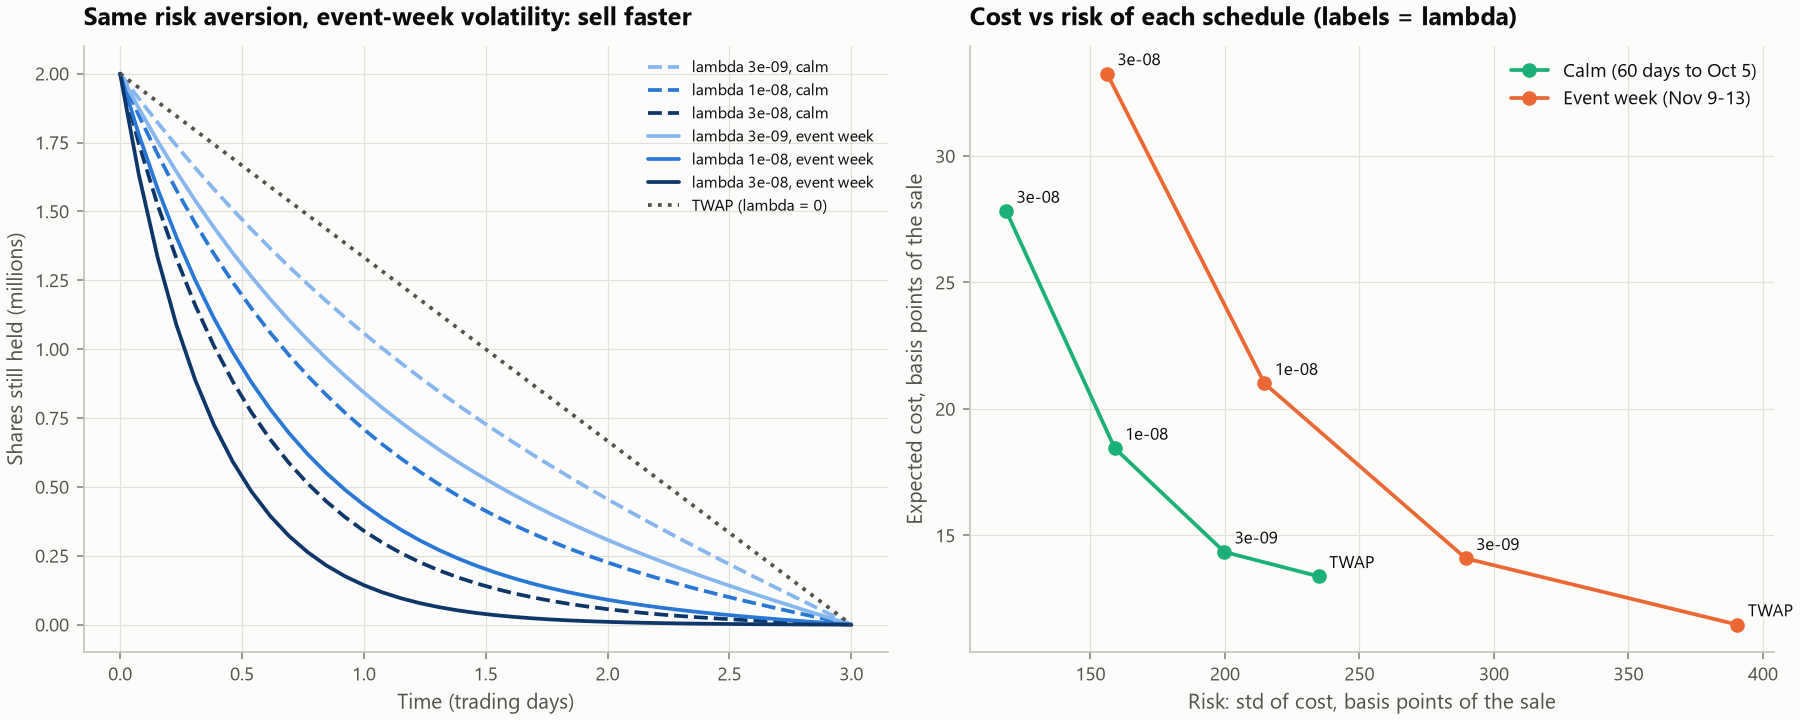 Same risk aversion, event-week volatility: sell faster
Shares still held (millions)
2.00
1.75
1.50
1.25
1.00
0.75
0.50
0.25
0.00
lambda 3e-09, calm
lambda 1e-08, calm
lambda 3e-08, calm
lambda 3e-09, event week
lambda 1e-08, event week
lambda 3e-08, event week
TWAP (lambda = 0)
0.0 0.5 1.0 1.5 2.0 2.5 3.0
Time (trading days)
Cost vs risk of each schedule (labels = lambda)
Expected cost, basis points of the sale
30
25
20
15
Calm (60 days to Oct 5)
Event week (Nov 9-13)
3e-08
3e-08
1e-08
1e-08
3e-09
3e-09
TWAP
TWAP
150 200 250 300 350 400
Risk: std of cost, basis points of the sale